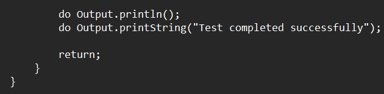 do Output.println();
do Output.printString("Test completed successfully");
return;
}
}